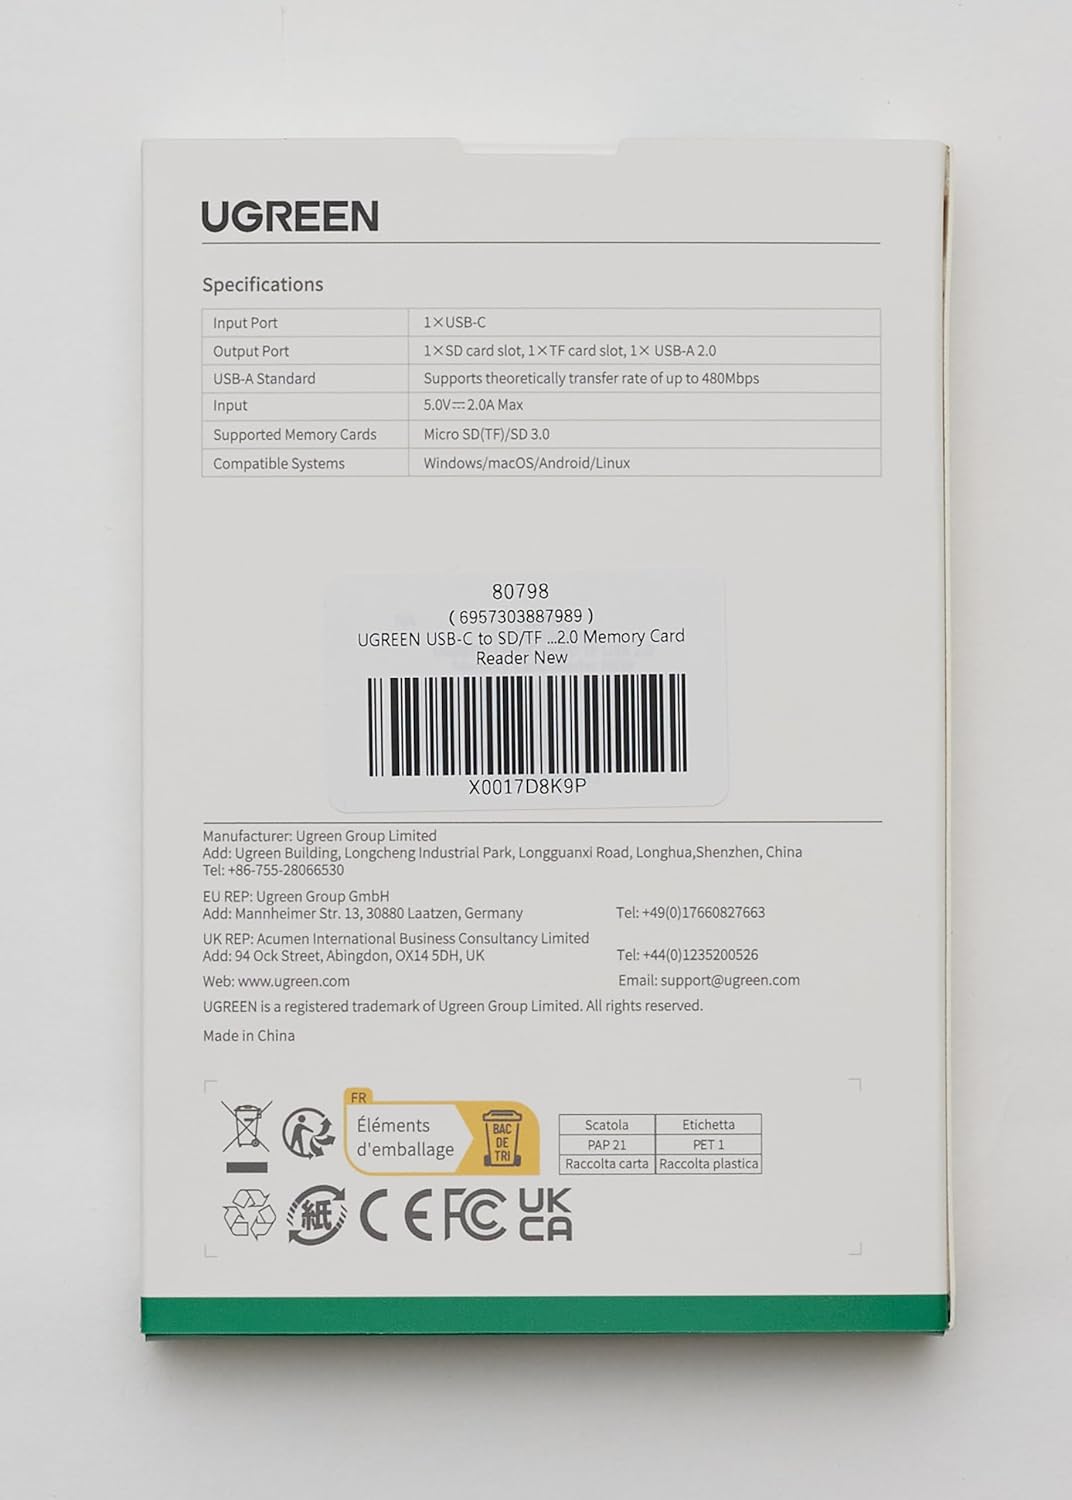 UGREEN
Specifications
Input Port 1×USB-C
Output Port 1×SD card slot, 1×TF card slot, 1× USB-A 2.0
USB-A Standard Supports theoretically transfer rate of up to 480Mbps
Input 5.0V⎓2.0A Max
Supported Memory Cards Micro SD(TF)/SD 3.0
Compatible Systems Windows/macOS/Android/Linux
80798
( 6957303887989 )
UGREEN USB-C to SD/TF ...2.0 Memory Card
Reader New
X0017D8K9P
Manufacturer: Ugreen Group Limited
Add: Ugreen Building, Longcheng Industrial Park, Longguanxi Road, Longhua,Shenzhen, China
Tel: +86-755-28066530
EU REP: Ugreen Group GmbH
Add: Mannheimer Str. 13, 30880 Laatzen, Germany Tel: +49(0)17660827663
UK REP: Acumen International Business Consultancy Limited
Add: 94 Ock Street, Abingdon, OX14 5DH, UK Tel: +44(0)1235200526
Web: www.ugreen.com Email: support@ugreen.com
UGREEN is a registered trademark of Ugreen Group Limited. All rights reserved.
Made in China
FR
Éléments
d'emballage
BAC
DE
TRI
Scatola Etichetta
PAP 21 PET 1
Raccolta carta Raccolta plastica
紙 CE FC UK
CA